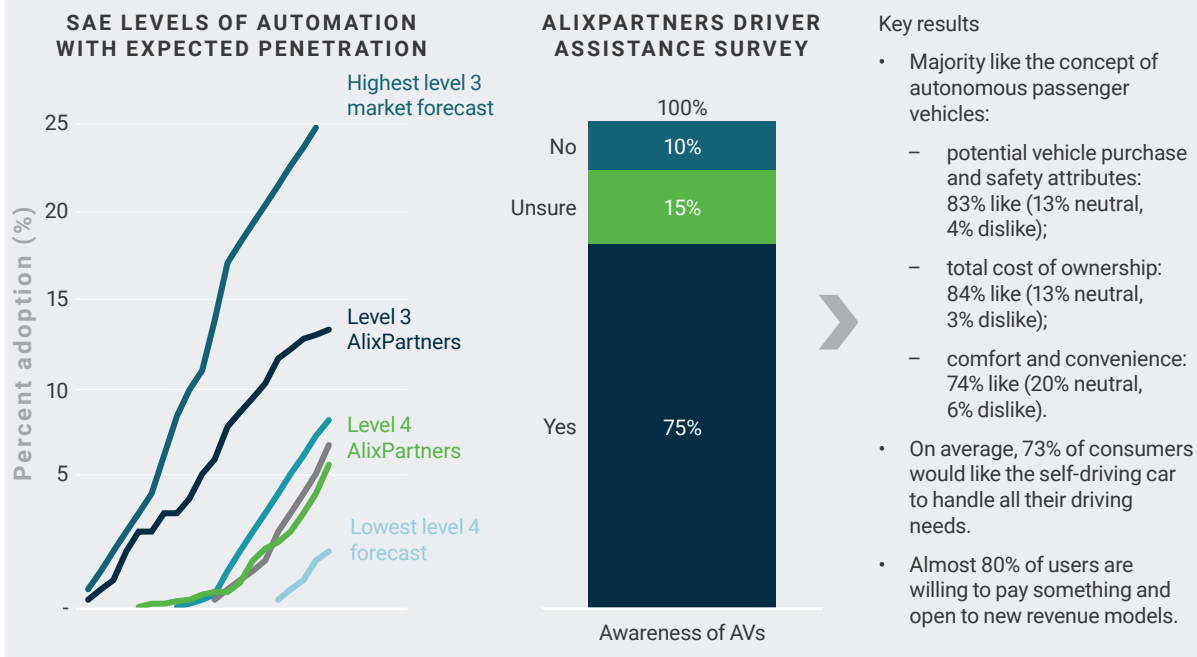 SAE LEVELS OF AUTOMATION
WITH EXPECTED PENETRATION
Highest level 3
market forecast
25
20
15
10
5
-
Percent adoption (%)
Level 3
AlixPartners
Level 4
AlixPartners
Lowest level 4
forecast
ALIXPARTNERS DRIVER
ASSISTANCE SURVEY
100%
No
10%
Unsure
15%
Yes
75%
Awareness of AVs
Key results
• Majority like the concept of
autonomous passenger
vehicles:
– potential vehicle purchase
and safety attributes:
83% like (13% neutral,
4% dislike);
– total cost of ownership:
84% like (13% neutral,
3% dislike);
– comfort and convenience:
74% like (20% neutral,
6% dislike).
• On average, 73% of consumers
would like the self-driving car
to handle all their driving
needs.
• Almost 80% of users are
willing to pay something and
open to new revenue models.